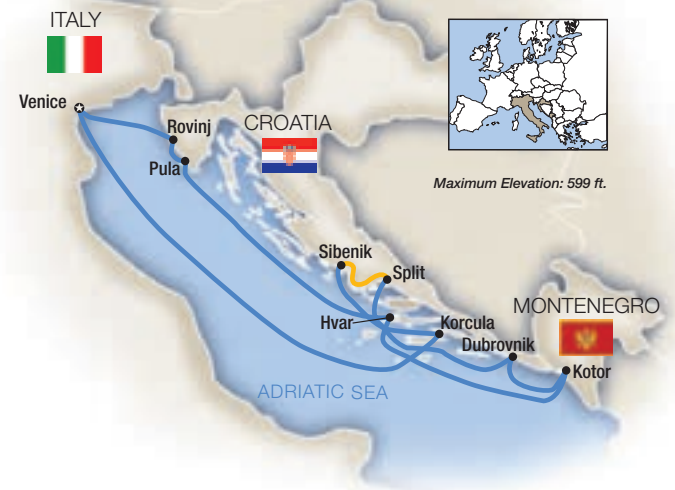 ITALY
Venice
Rovinj
CROATIA
Pula
Maximum Elevation: 599 ft.
Sibenik
Split
MONTENEGRO
Hvar
Korcula
Dubrovnik
Kotor
ADRIATIC SEA